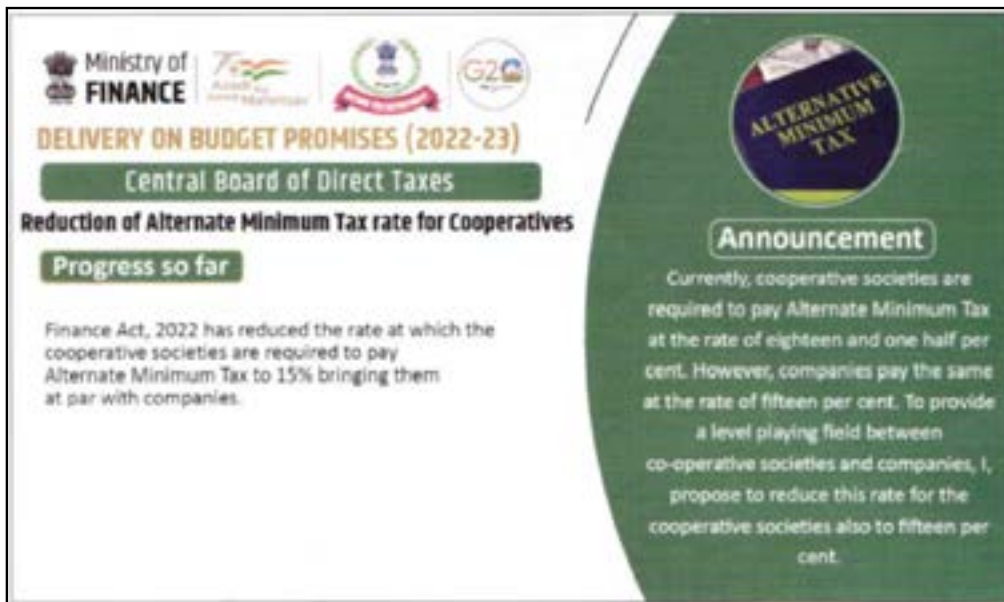 Ministry of
FINANCE
Azadi Ka
Amrit Mahotsav
G20
DELIVERY ON BUDGET PROMISES (2022-23)
Central Board of Direct Taxes
Reduction of Alternate Minimum Tax rate for Cooperatives
Progress so far
Finance Act, 2022 has reduced the rate at which the
cooperative societies are required to pay
Alternate Minimum Tax to 15% bringing them
at par with companies.
ALTERNATIVE
MINIMUM
TAX
Announcement
Currently, cooperative societies are
required to pay Alternate Minimum Tax
at the rate of eighteen and one half per
cent. However, companies pay the same
at the rate of fifteen per cent. To provide
a level playing field between
co-operative societies and companies, I,
propose to reduce this rate for the
cooperative societies also to fifteen per
cent.